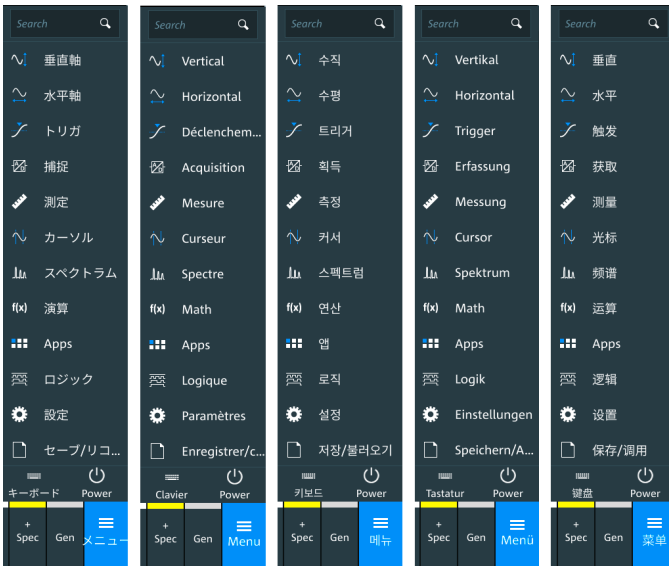 Search
垂直軸
水平軸
トリガ
捕捉
測定
カーソル
スペクトラム
f(x) 演算
Apps
ロジック
設定
セーブ/リコ...
キーボード Power
+
Spec Gen メニュー
Search
Vertical
Horizontal
Déclenchem...
Acquisition
Mesure
Curseur
Spectre
f(x) Math
Apps
Logique
Paramètres
Enregistrer/c...
Clavier Power
+
Spec Gen Menu
Search
수직
수평
트리거
획득
측정
커서
스펙트럼
f(x) 연산
앱
로직
설정
저장/불러오기
키보드 Power
+
Spec Gen 메뉴
Search
Vertikal
Horizontal
Trigger
Erfassung
Messung
Cursor
Spektrum
f(x) Math
Apps
Logik
Einstellungen
Speichern/A...
Tastatur Power
+
Spec Gen Menü
Search
垂直
水平
触发
获取
测量
光标
频谱
f(x) 运算
Apps
逻辑
设置
保存/调用
键盘 Power
+
Spec Gen 菜单